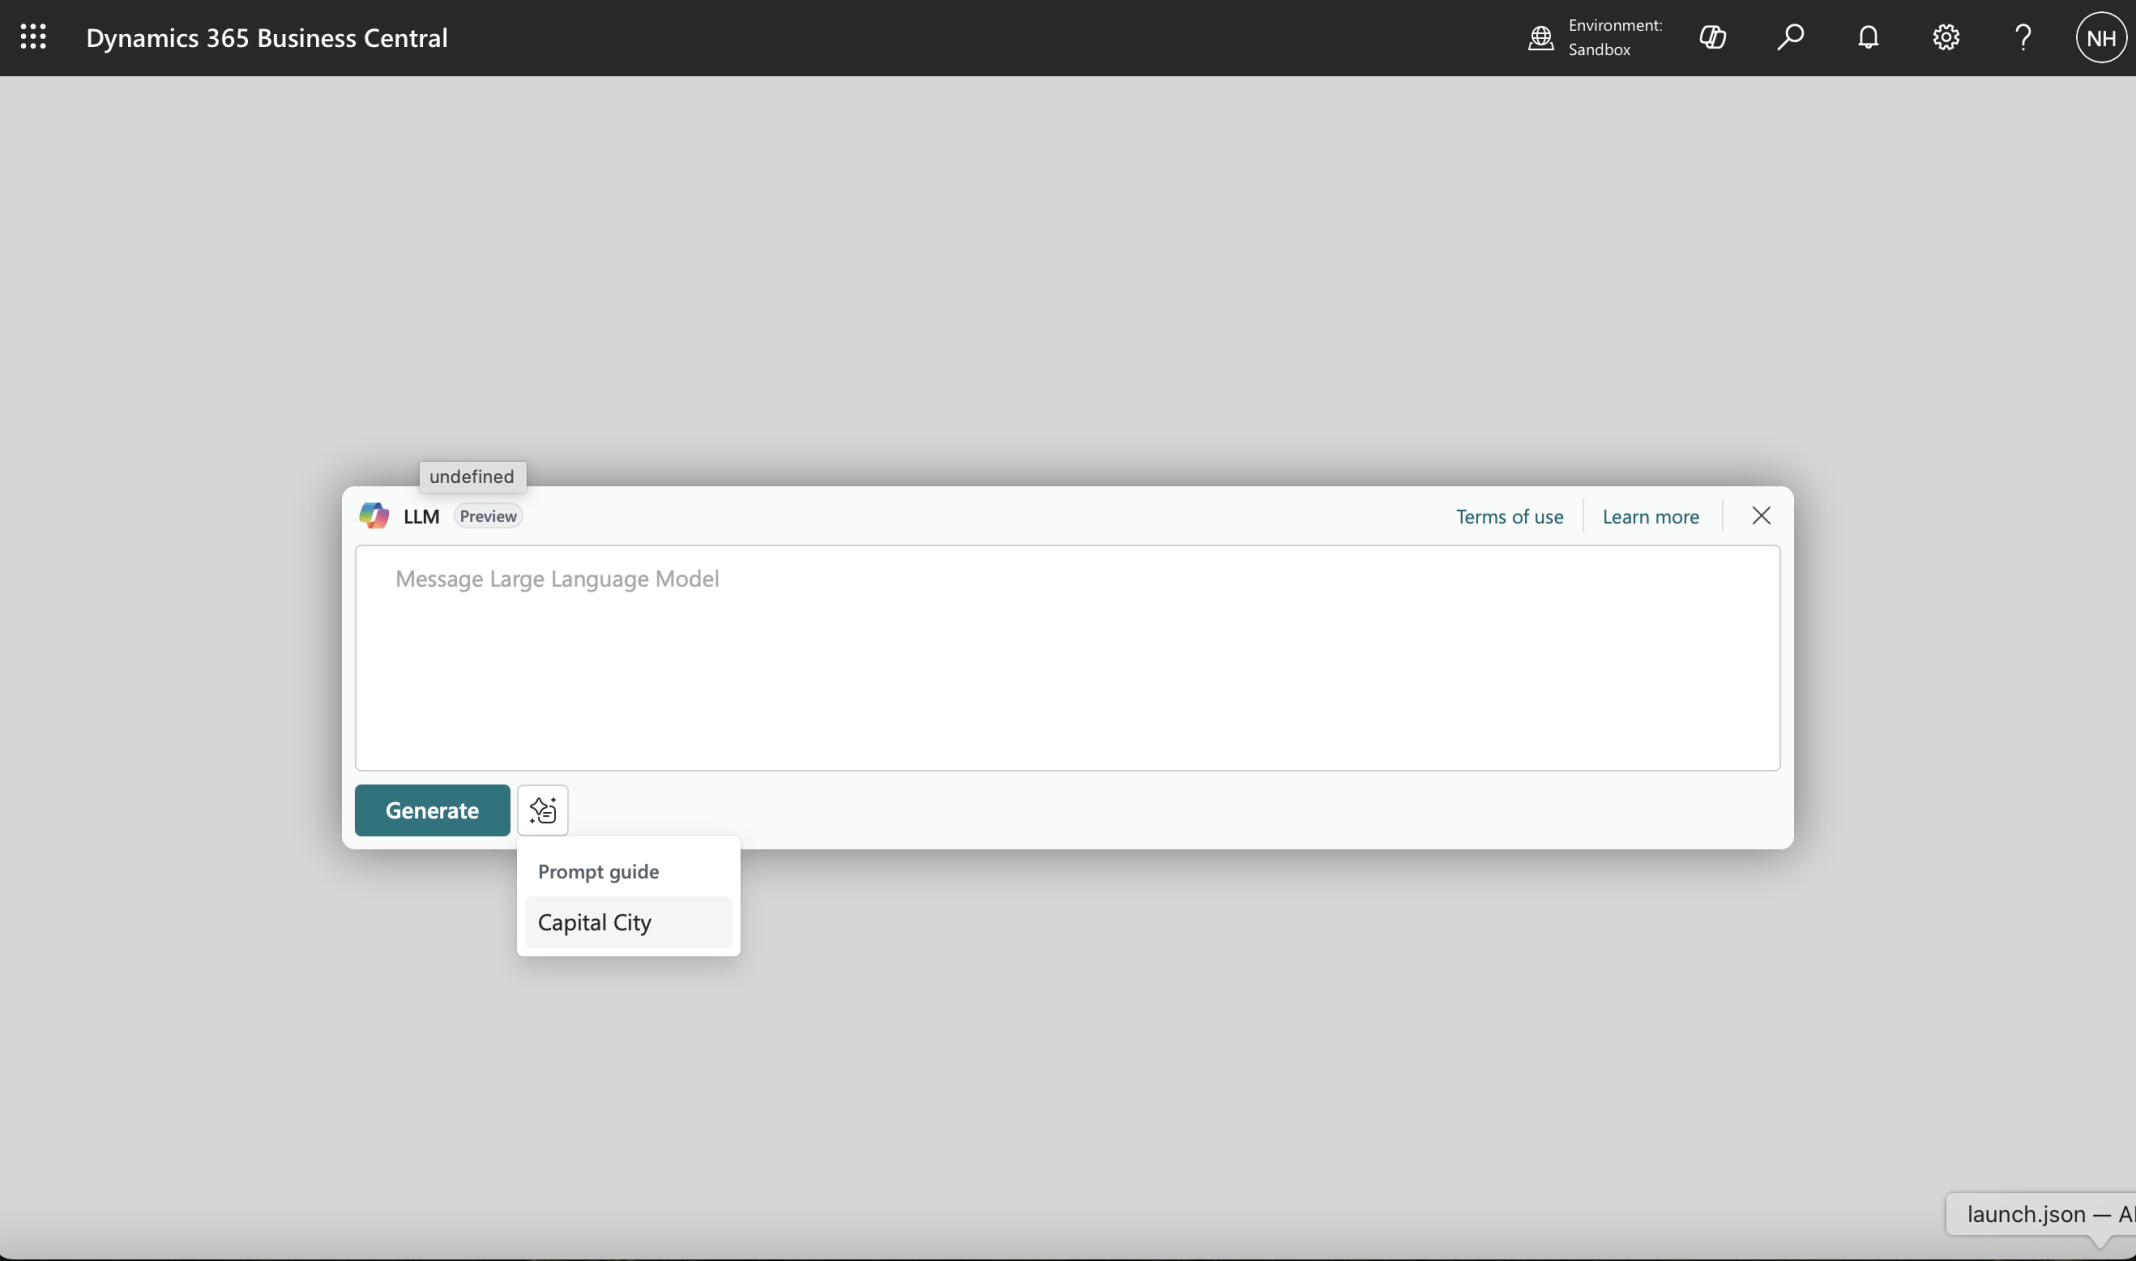 Dynamics 365 Business Central
Environment:
Sandbox
NH
undefined
LLM
Preview
Terms of use
Learn more
Message Large Language Model
Generate
Prompt guide
Capital City
launch.json —